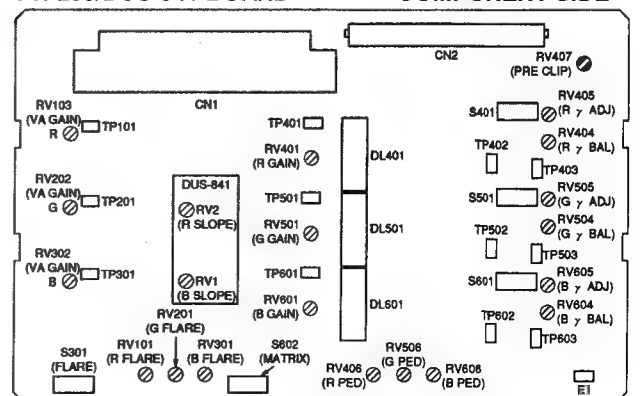 COMPONENT SIDE
CN1
CN2
RV407
(PRE CLIP)
RV103
(VA GAIN)
R
TP101
RV202
(VA GAIN)
G
TP201
RV302
(VA GAIN)
B
TP301
DUS-841
RV2
(R SLOPE)
RV1
(B SLOPE)
TP401
RV401
(R GAIN)
TP501
RV501
(G GAIN)
TP601
RV601
(B GAIN)
DL401
DL501
DL601
S401
RV405
(R γ ADJ)
RV404
(R γ BAL)
TP402
TP403
S501
RV505
(G γ ADJ)
RV504
(G γ BAL)
TP502
TP503
S601
RV605
(B γ ADJ)
RV604
(B γ BAL)
TP602
TP603
RV201
(G FLARE)
S301
(FLARE)
RV101
(R FLARE)
RV301
(B FLARE)
S602
(MATRIX)
RV406
(R PED)
RV506
(G PED)
RV606
(B PED)
E1